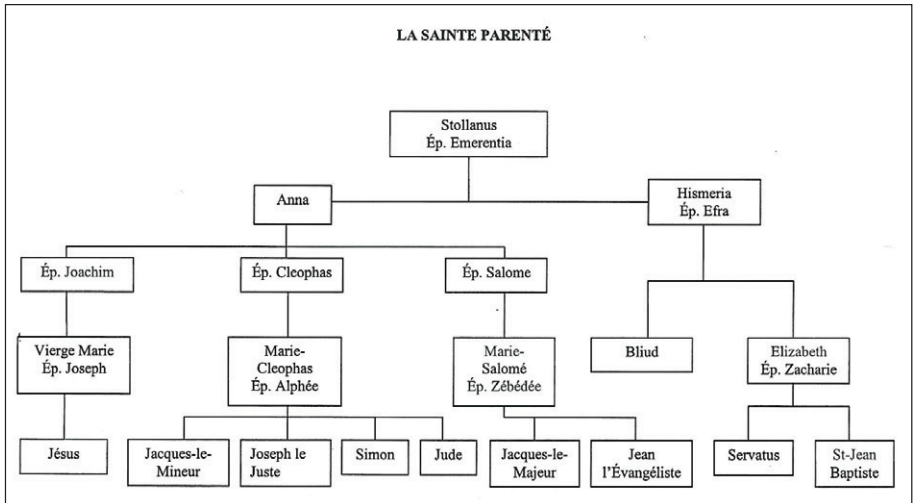 LA SAINTE PARENTÉ
Stollanus
Ép. Emerentia
Anna
Hismeria
Ép. Efra
Ép. Joachim
Ép. Cleophas
Ép. Salome
Vierge Marie
Ép. Joseph
Marie-
Cleophas
Ép. Alphée
Marie-
Salomé
Ép. Zébédée
Bliud
Elizabeth
Ép. Zacharie
Jésus
Jacques-le-
Mineur
Joseph le
Juste
Simon
Jude
Jacques-le-
Majeur
Jean
l'Évangéliste
Servatus
St-Jean
Baptiste